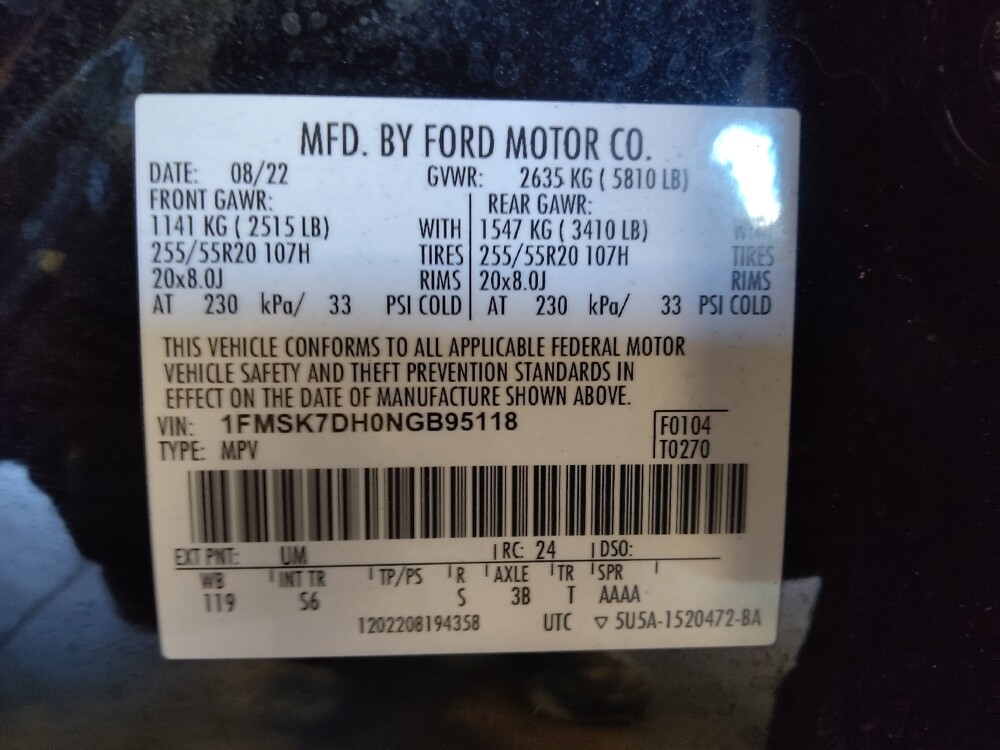 MFD. BY FORD MOTOR CO.
DATE: 08/22 GVWR: 2635 KG ( 5810 LB)
FRONT GAWR: REAR GAWR:
1141 KG ( 2515 LB) WITH 1547 KG ( 3410 LB) WITH
255/55R20 107H TIRES 255/55R20 107H TIRES
20x8.0J RIMS 20x8.0J RIMS
AT 230 kPa/ 33 PSI COLD AT 230 kPa/ 33 PSI COLD
THIS VEHICLE CONFORMS TO ALL APPLICABLE FEDERAL MOTOR
VEHICLE SAFETY AND THEFT PREVENTION STANDARDS IN
EFFECT ON THE DATE OF MANUFACTURE SHOWN ABOVE.
VIN: 1FMSK7DH0NGB95118 F0104
TYPE: MPV T0270
EXT PNT: UM RC: 24 DSO:
WB INT TR TP/PS R AXLE TR SPR
119 S6 S 3B T AAAA
1202208194358 UTC ▽ 5U5A-1520472-BA